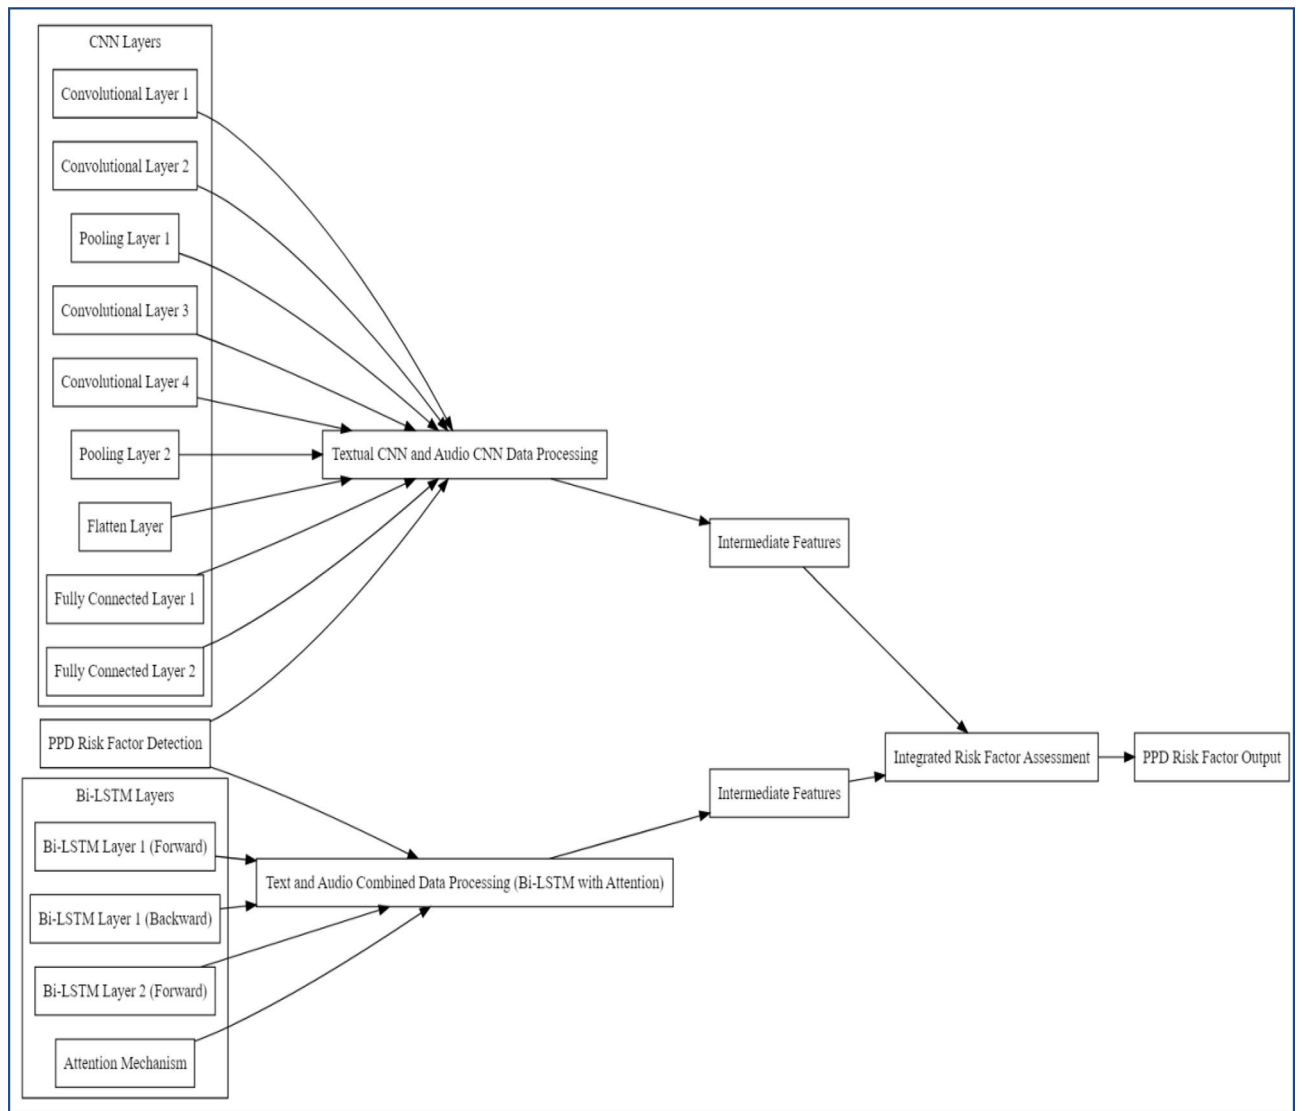 CNN Layers
Convolutional Layer 1
Convolutional Layer 2
Pooling Layer 1
Convolutional Layer 3
Convolutional Layer 4
Pooling Layer 2
Flatten Layer
Fully Connected Layer 1
Fully Connected Layer 2
PPD Risk Factor Detection
Bi-LSTM Layers
Bi-LSTM Layer 1 (Forward)
Bi-LSTM Layer 1 (Backward)
Bi-LSTM Layer 2 (Forward)
Attention Mechanism
Textual CNN and Audio CNN Data Processing
Text and Audio Combined Data Processing (Bi-LSTM with Attention)
Intermediate Features
Intermediate Features
Integrated Risk Factor Assessment
PPD Risk Factor Output